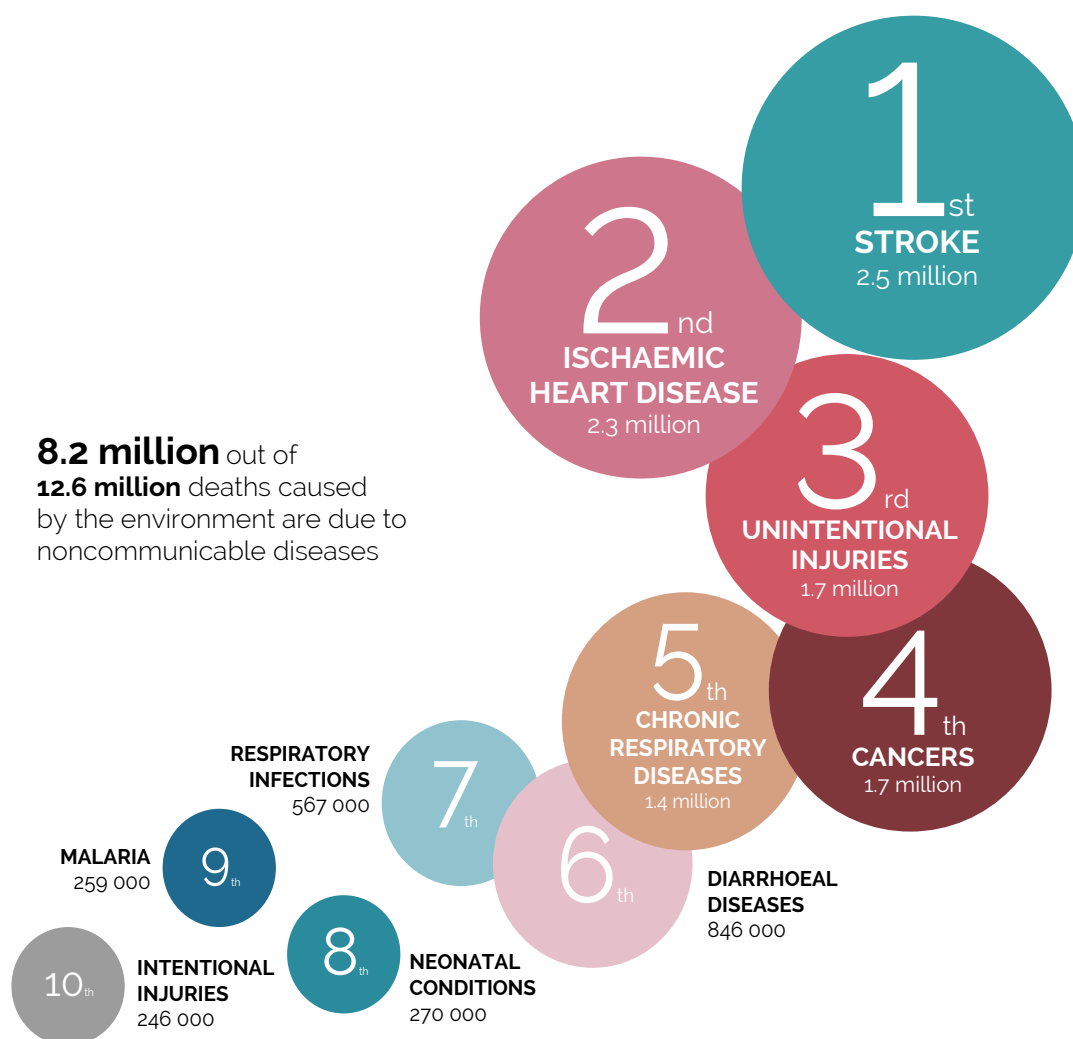 1st
STROKE
2.5 million
2nd
ISCHAEMIC
HEART DISEASE
2.3 million
3rd
UNINTENTIONAL
INJURIES
1.7 million
8.2 million out of
12.6 million deaths caused
by the environment are due to
noncommunicable diseases
4th
CANCERS
1.7 million
5th
CHRONIC
RESPIRATORY
DISEASES
1.4 million
6th
DIARRHOEAL
DISEASES
846 000
7th
RESPIRATORY
INFECTIONS
567 000
8th
NEONATAL
CONDITIONS
270 000
9th
MALARIA
259 000
10th
INTENTIONAL
INJURIES
246 000